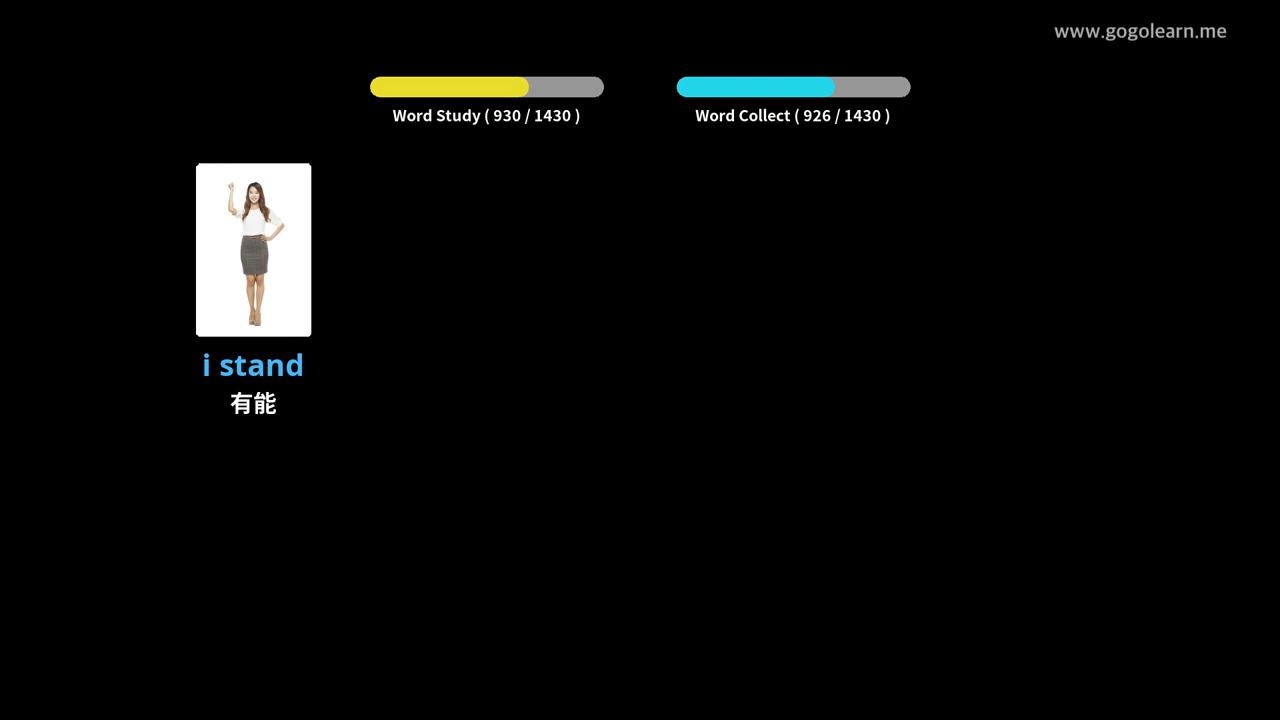 www.gogolearn.me
Word Study ( 930 / 1430 )
Word Collect ( 926 / 1430 )
i stand
有能